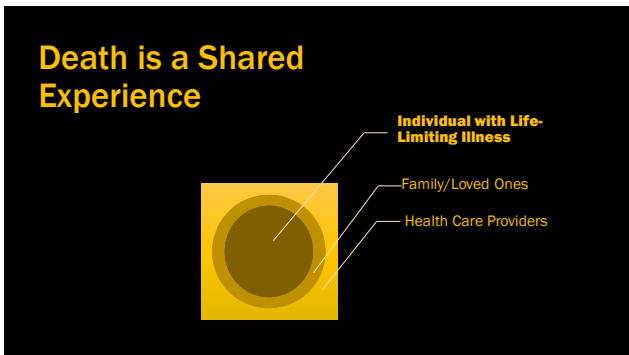 Death is a Shared
Experience
Individual with Life-
Limiting Illness
Family/Loved Ones
Health Care Providers